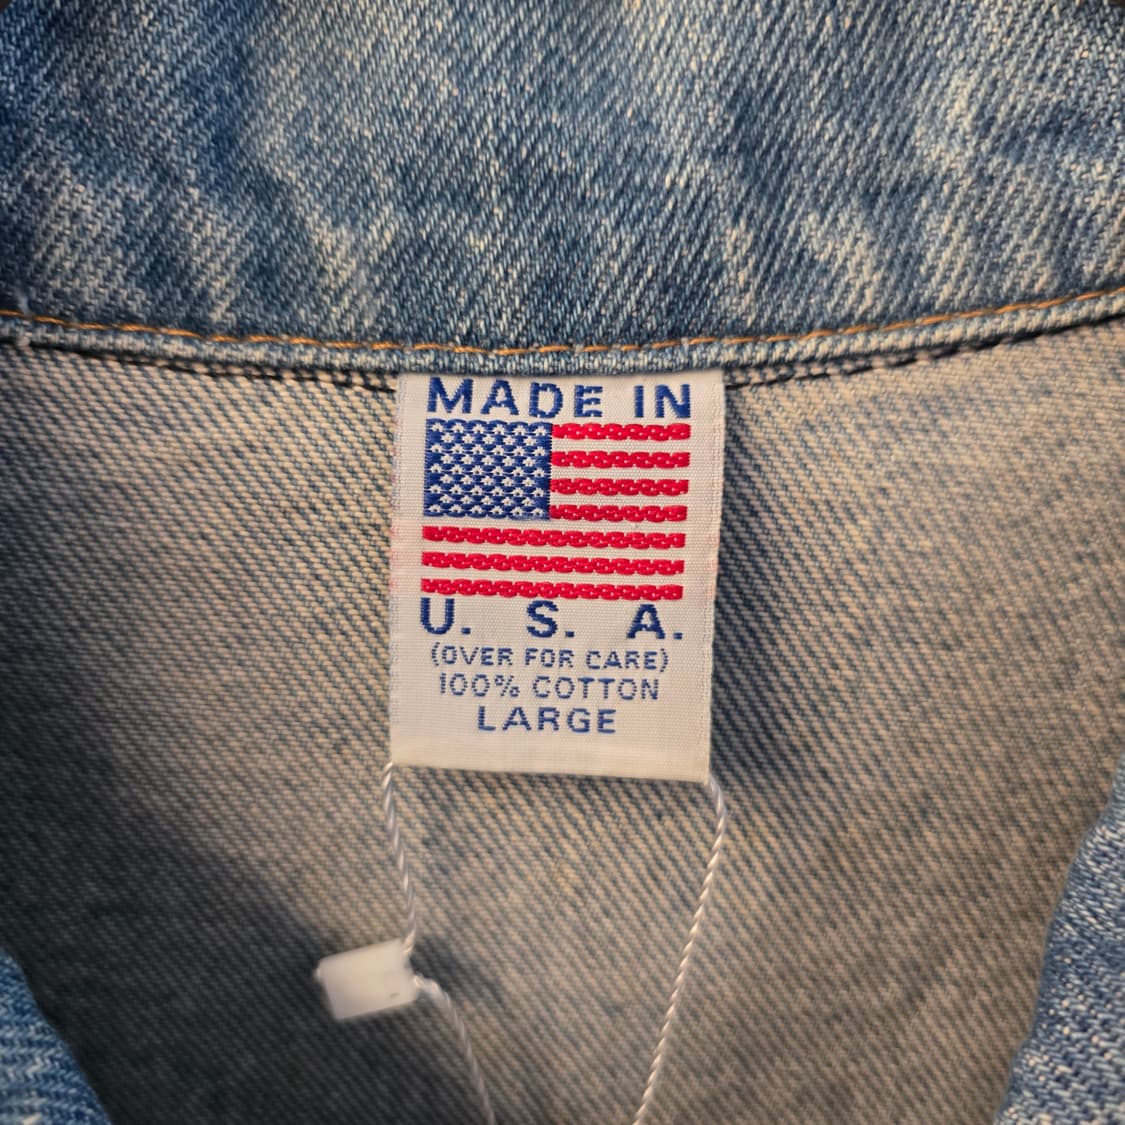 MADE IN
U. S. A.
(OVER FOR CARE)
100% COTTON
LARGE